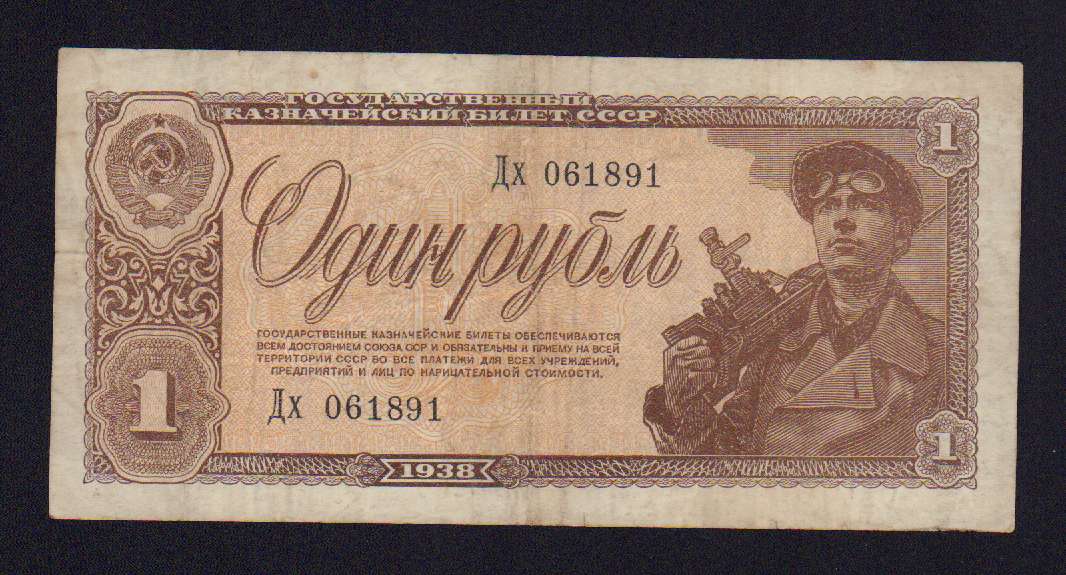 ГОСУДАРСТВЕННЫЙ
КАЗНАЧЕЙСКИЙ БИЛЕТ СССР
1
Дх 061891
Один рубль
ГОСУДАРСТВЕННЫЕ КАЗНАЧЕЙСКИЕ БИЛЕТЫ ОБЕСПЕЧИВАЮТСЯ
ВСЕМ ДОСТОЯНИЕМ СОЮЗА ССР И ОБЯЗАТЕЛЬНЫ К ПРИЕМУ НА ВСЕЙ
ТЕРРИТОРИИ СССР ВО ВСЕ ПЛАТЕЖИ ДЛЯ ВСЕХ УЧРЕЖДЕНИЙ,
ПРЕДПРИЯТИЙ И ЛИЦ ПО НАРИЦАТЕЛЬНОЙ СТОИМОСТИ.
1
Дх 061891
1
1938